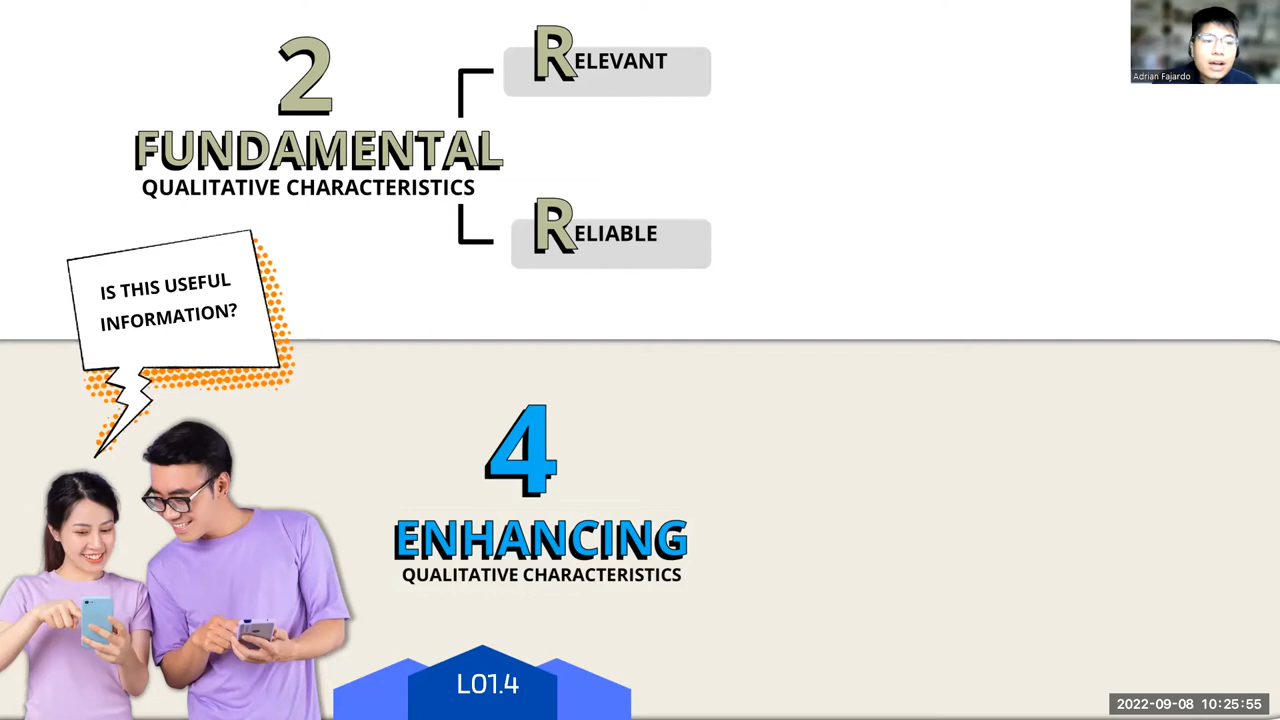 2
FUNDAMENTAL
QUALITATIVE CHARACTERISTICS
RELEVANT
RELIABLE
IS THIS USEFUL
INFORMATION?
4
ENHANCING
QUALITATIVE CHARACTERISTICS
LO1.4
Adrian Fajardo
2022-09-08 10:25:55